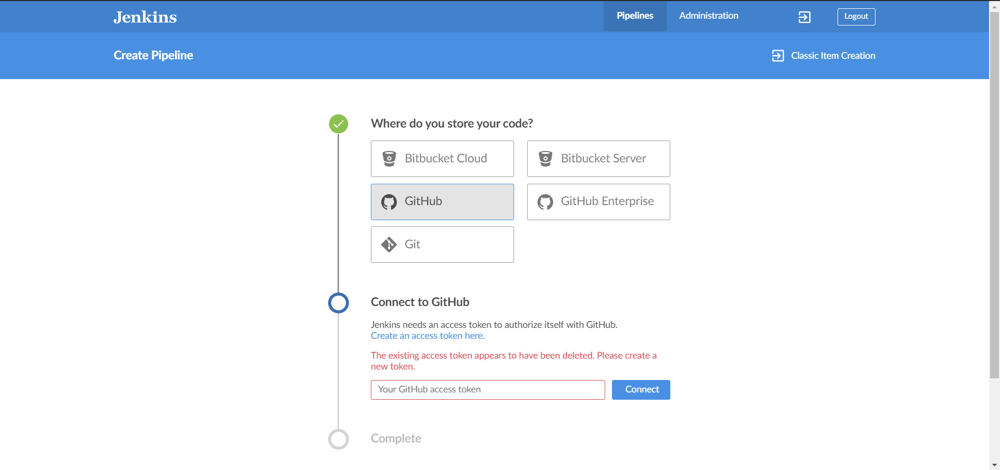 Jenkins
Pipelines
Administration
Logout
Create Pipeline
Classic Item Creation
Where do you store your code?
Bitbucket Cloud
Bitbucket Server
GitHub
GitHub Enterprise
Git
Connect to GitHub
Jenkins needs an access token to authorize itself with GitHub.
Create an access token here.
The existing access token appears to have been deleted. Please create a
new token.
Your GitHub access token
Connect
Complete